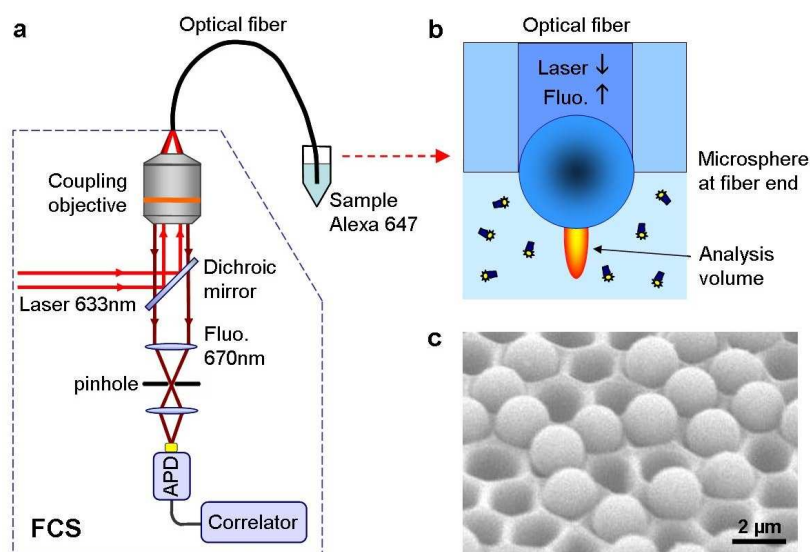 a
Optical fiber
Coupling
objective
Sample
Alexa 647
Dichroic
mirror
Laser 633nm
Fluo.
670nm
pinhole
APD
Correlator
FCS
b
Optical fiber
Laser ↓
Fluo. ↑
Microsphere
at fiber end
Analysis
volume
c
2 µm